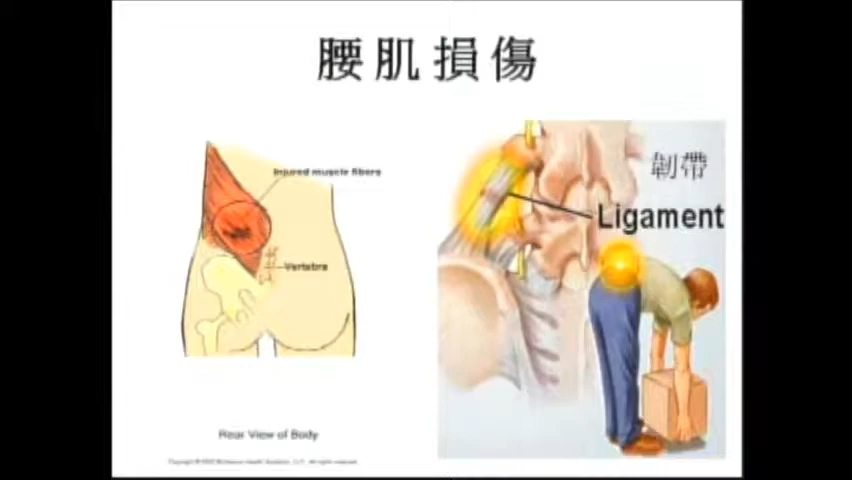 腰肌損傷
Injured muscle fibers
Vertebra
韌帶
Ligament
Rear View of Body